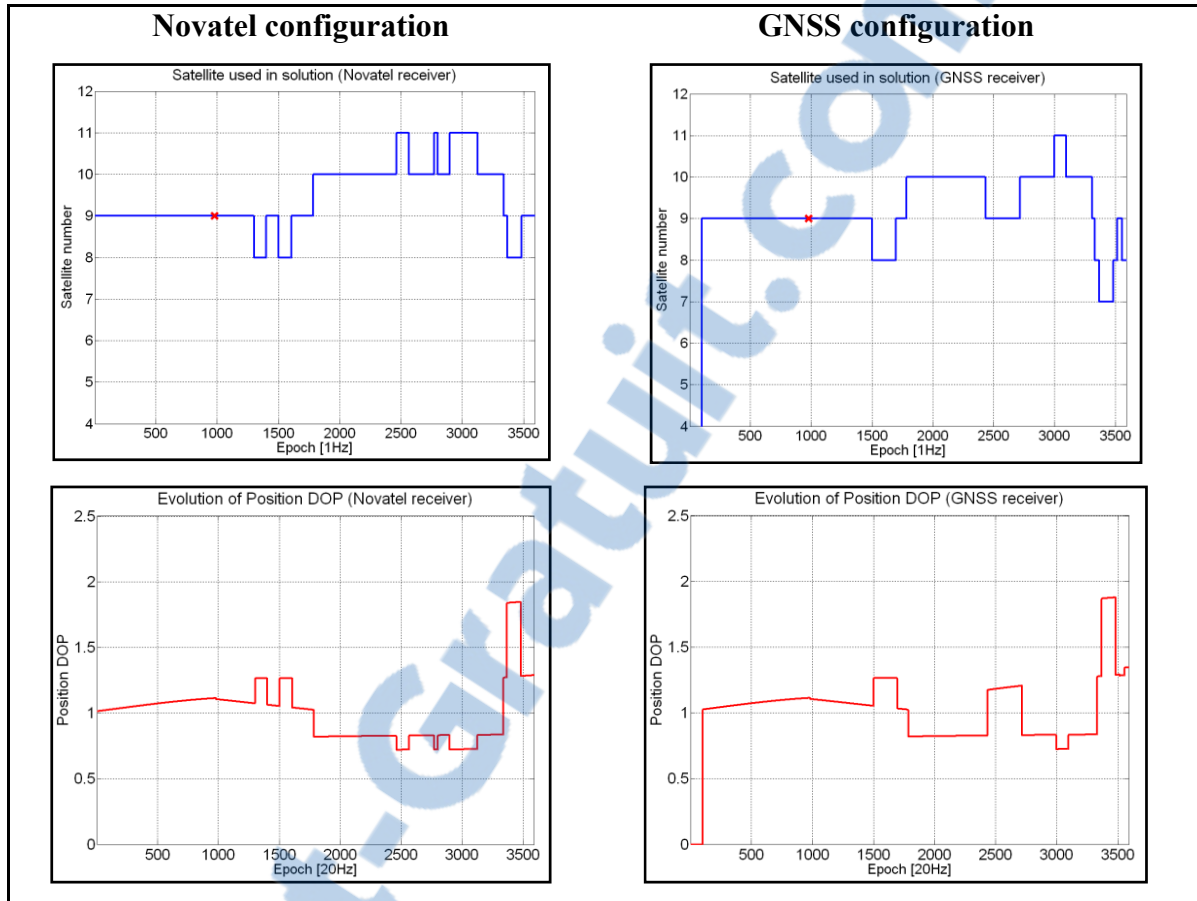 Novatel configuration
GNSS configuration
Satellite used in solution (Novatel receiver)
12
11
10
9
8
7
6
5
4
Satellite number
500 1000 1500 2000 2500 3000 3500
Epoch [1Hz]
Satellite used in solution (GNSS receiver)
12
11
10
9
8
7
6
5
4
Satellite number
500 1000 1500 2000 2500 3000 3500
Epoch [1Hz]
Evolution of Position DOP (Novatel receiver)
2.5
2
1.5
1
0.5
0
Position DOP
500 1000 1500 2000 2500 3000 3500
Epoch [20Hz]
Evolution of Position DOP (GNSS receiver)
2.5
2
1.5
1
0.5
0
Position DOP
500 1000 1500 2000 2500 3000 3500
Epoch [20Hz]
t-Gratuit.com